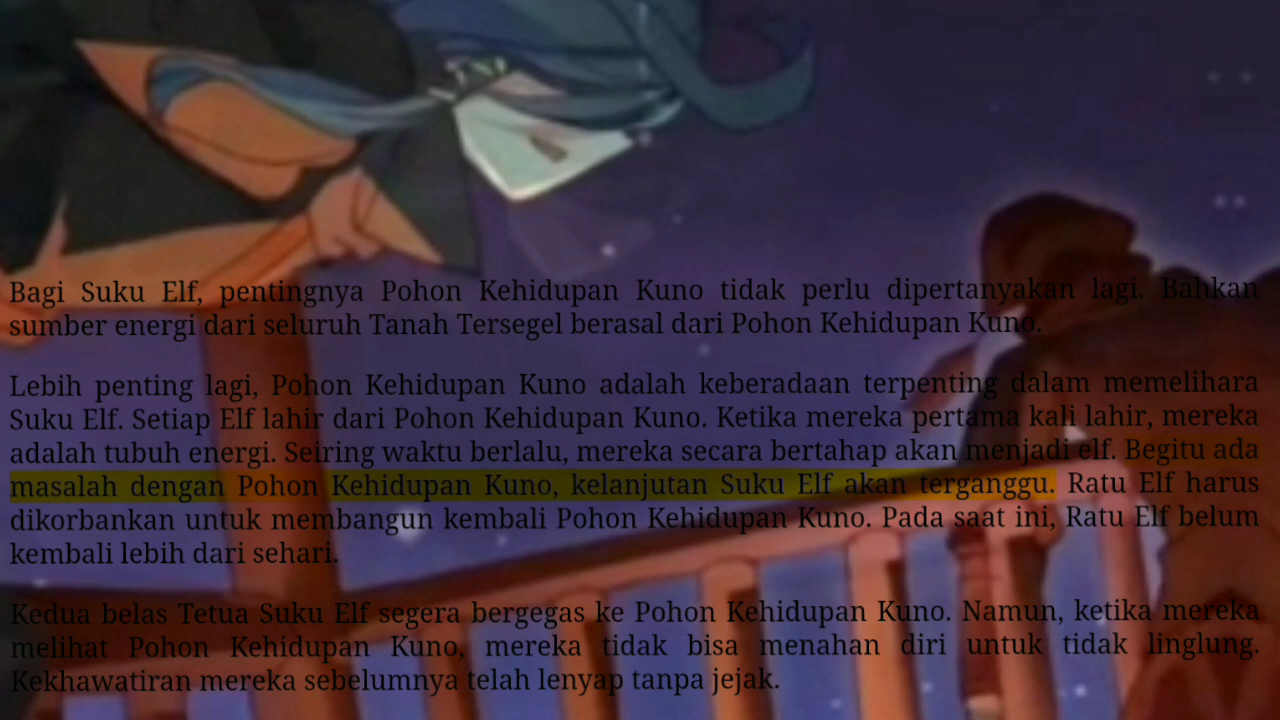 Bagi Suku Elf, pentingnya Pohon Kehidupan Kuno tidak perlu dipertanyakan lagi. Bahkan
sumber energi dari seluruh Tanah Tersegel berasal dari Pohon Kehidupan Kuno.
Lebih penting lagi, Pohon Kehidupan Kuno adalah keberadaan terpenting dalam memelihara
Suku Elf. Setiap Elf lahir dari Pohon Kehidupan Kuno. Ketika mereka pertama kali lahir, mereka
adalah tubuh energi. Seiring waktu berlalu, mereka secara bertahap akan menjadi elf. Begitu ada
masalah dengan Pohon Kehidupan Kuno, kelanjutan Suku Elf akan terganggu. Ratu Elf harus
dikorbankan untuk membangun kembali Pohon Kehidupan Kuno. Pada saat ini, Ratu Elf belum
kembali lebih dari sehari.
Kedua belas Tetua Suku Elf segera bergegas ke Pohon Kehidupan Kuno. Namun, ketika mereka
melihat Pohon Kehidupan Kuno, mereka tidak bisa menahan diri untuk tidak linglung.
Kekhawatiran mereka sebelumnya telah lenyap tanpa jejak.